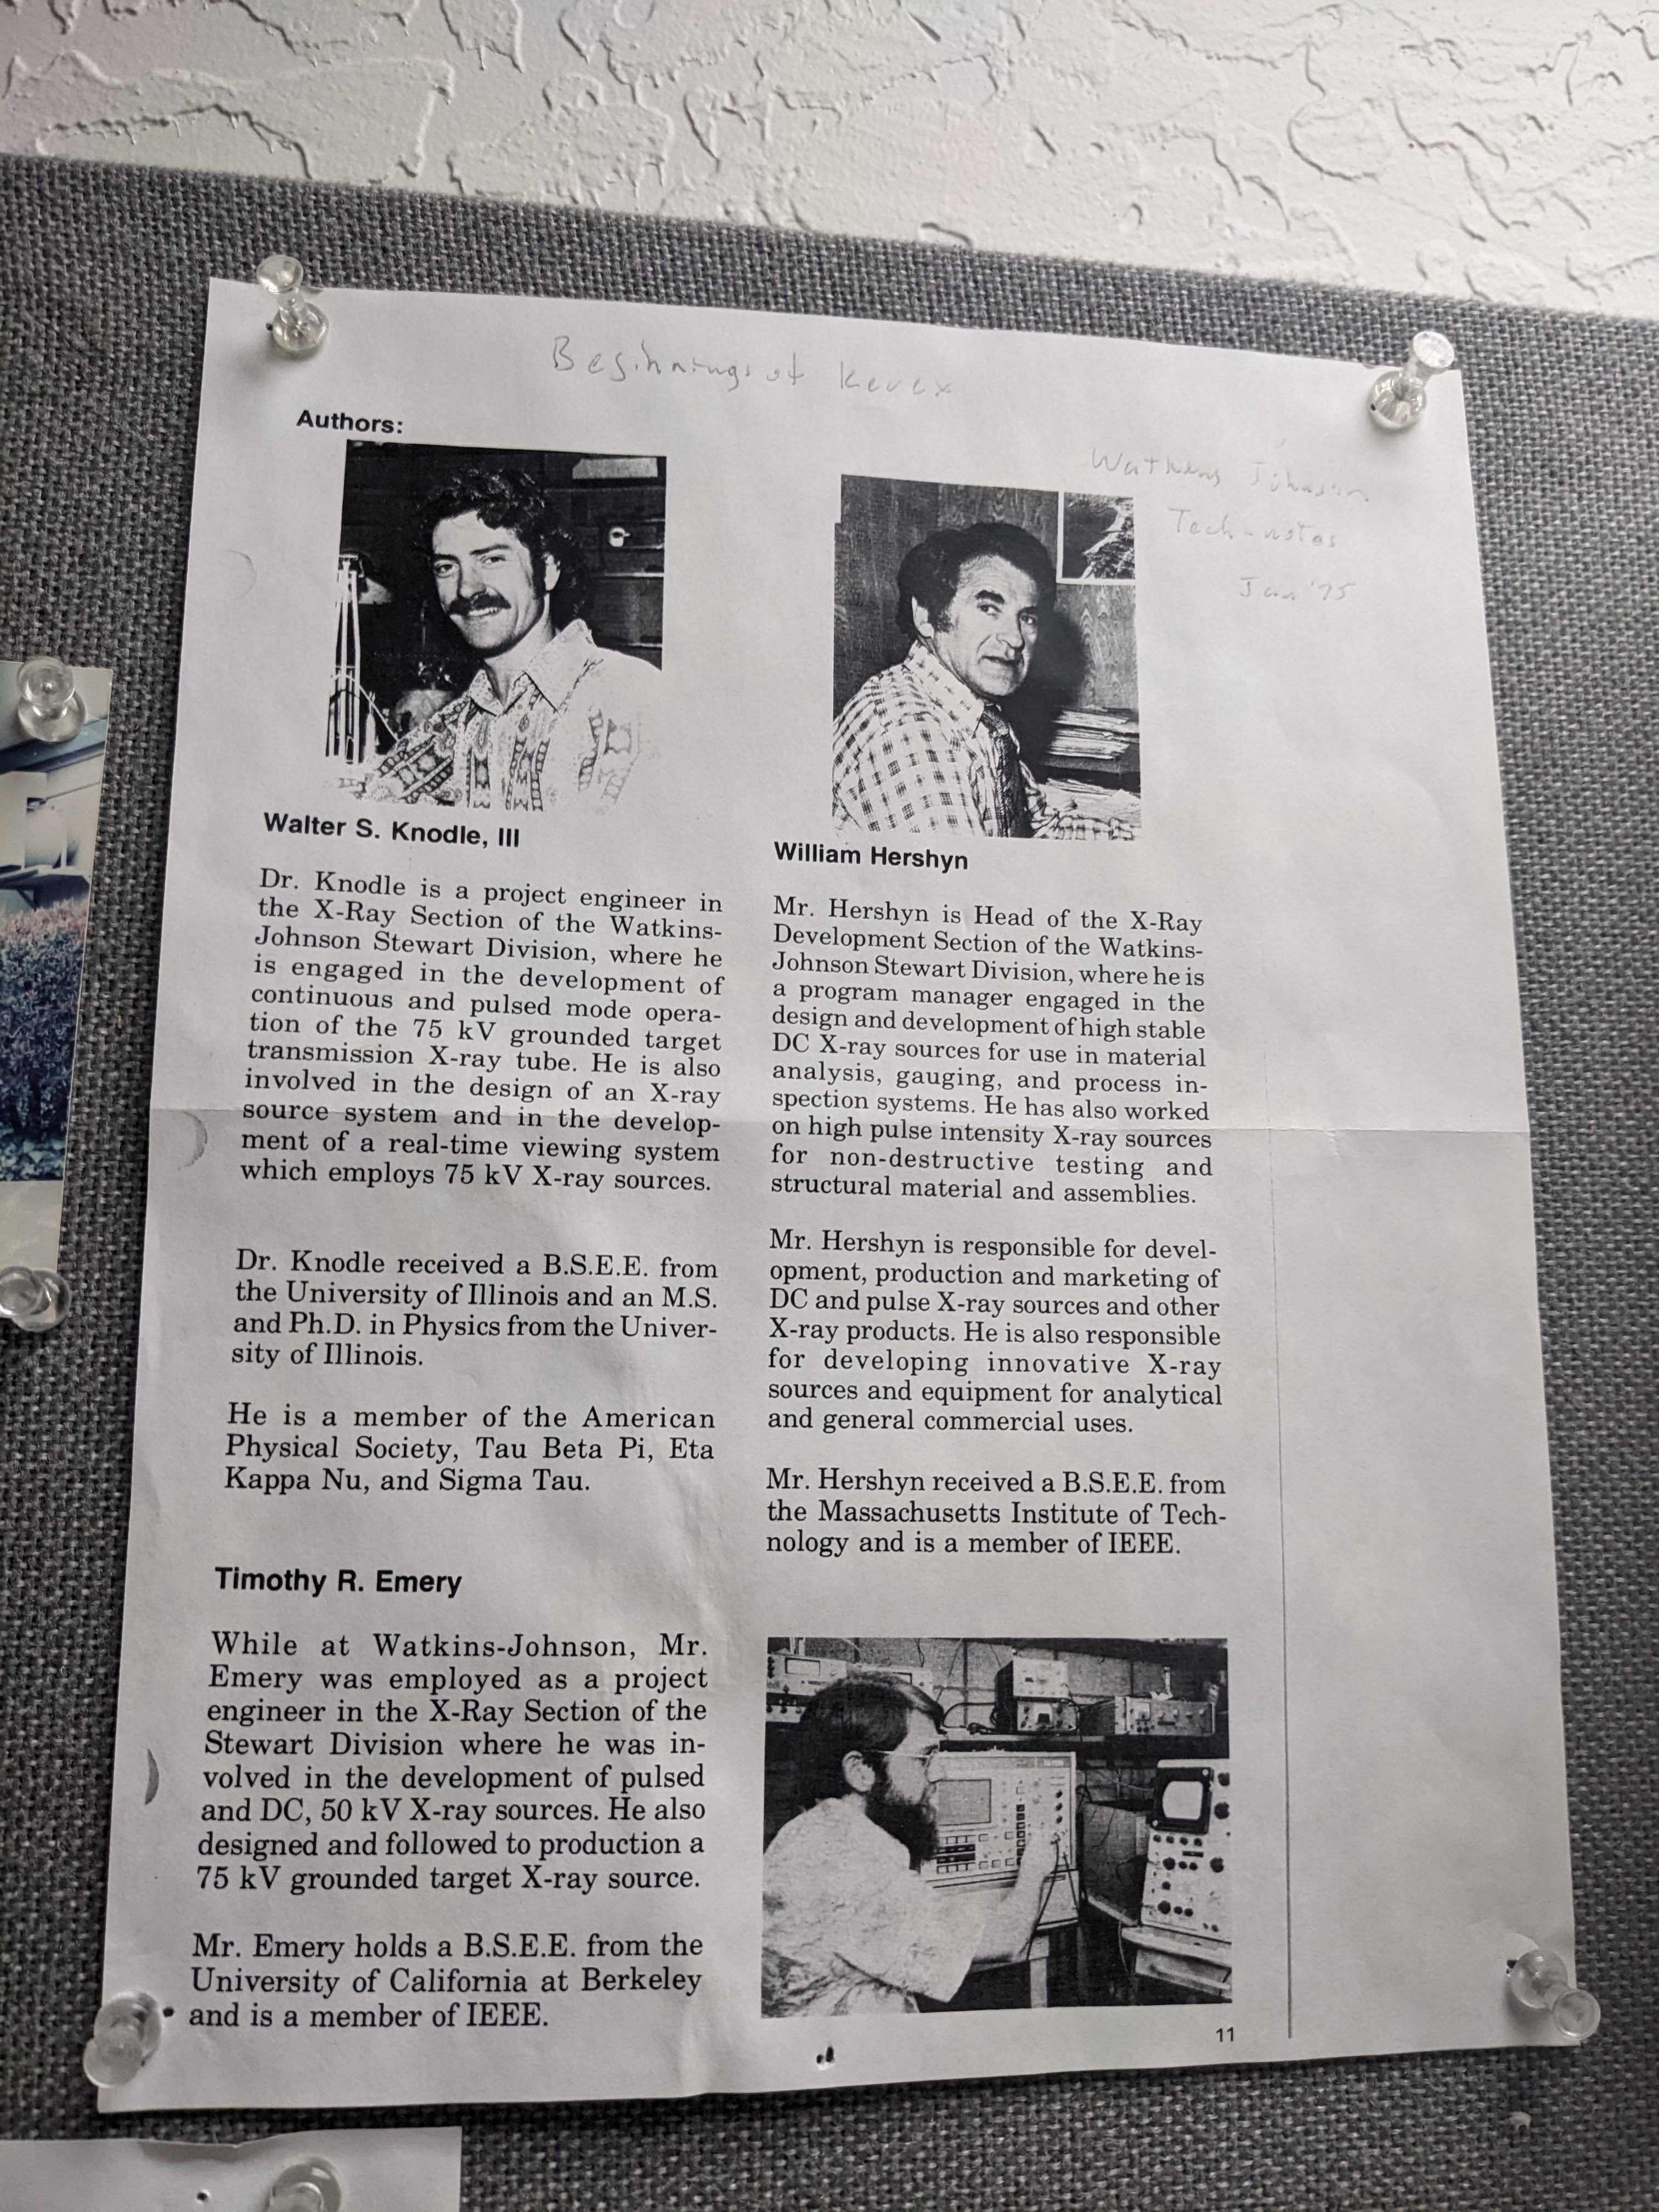 Beginnings of Kevex
Watkins Johnson
Tech-notes
Jan '75
Authors:
Walter S. Knodle, III
Dr. Knodle is a project engineer in
the X-Ray Section of the Watkins-
Johnson Stewart Division, where he
is engaged in the development of
continuous and pulsed mode opera-
tion of the 75 kV grounded target
transmission X-ray tube. He is also
involved in the design of an X-ray
source system and in the develop-
ment of a real-time viewing system
which employs 75 kV X-ray sources.
Dr. Knodle received a B.S.E.E. from
the University of Illinois and an M.S.
and Ph.D. in Physics from the Univer-
sity of Illinois.
He is a member of the American
Physical Society, Tau Beta Pi, Eta
Kappa Nu, and Sigma Tau.
William Hershyn
Mr. Hershyn is Head of the X-Ray
Development Section of the Watkins-
Johnson Stewart Division, where he is
a program manager engaged in the
design and development of high stable
DC X-ray sources for use in material
analysis, gauging, and process in-
spection systems. He has also worked
on high pulse intensity X-ray sources
for non-destructive testing and
structural material and assemblies.
Mr. Hershyn is responsible for devel-
opment, production and marketing of
DC and pulse X-ray sources and other
X-ray products. He is also responsible
for developing innovative X-ray
sources and equipment for analytical
and general commercial uses.
Mr. Hershyn received a B.S.E.E. from
the Massachusetts Institute of Tech-
nology and is a member of IEEE.
Timothy R. Emery
While at Watkins-Johnson, Mr.
Emery was employed as a project
engineer in the X-Ray Section of the
Stewart Division where he was in-
volved in the development of pulsed
and DC, 50 kV X-ray sources. He also
designed and followed to production a
75 kV grounded target X-ray source.
Mr. Emery holds a B.S.E.E. from the
University of California at Berkeley
and is a member of IEEE.
11